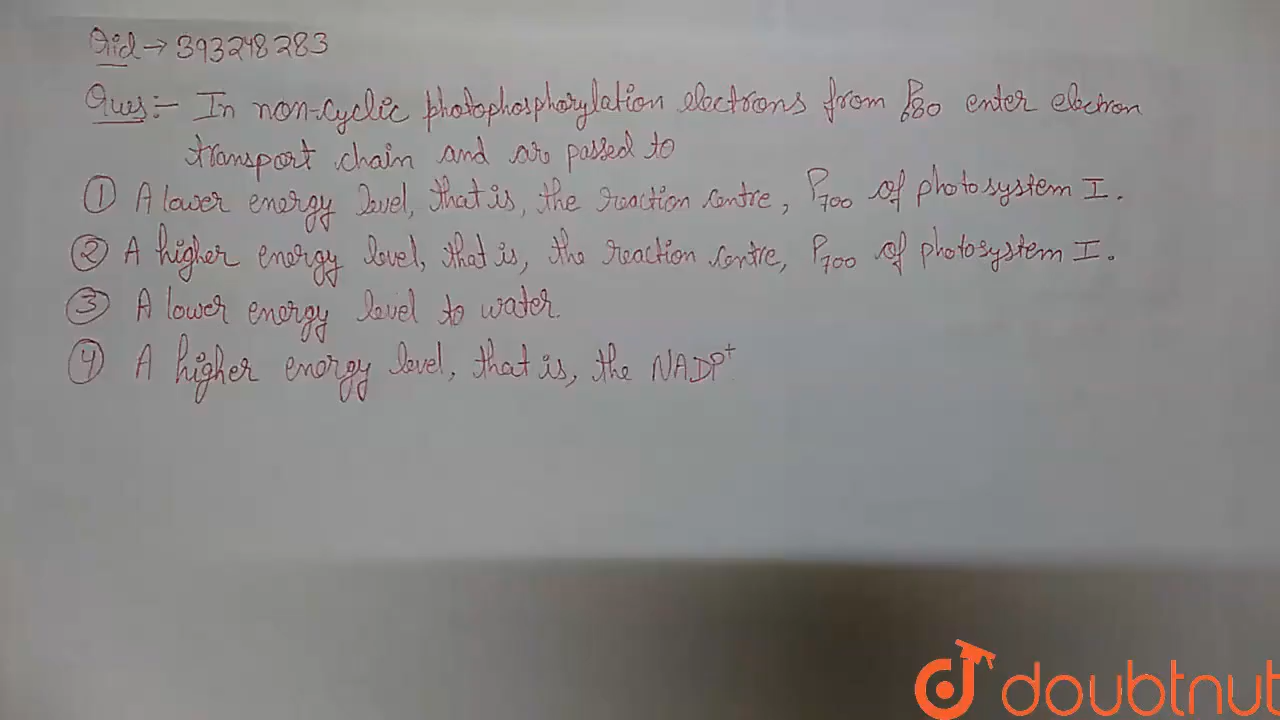 Qid → 393248283
Ques:- In non-cyclic photophosphorylation electrons from P680 enter electron
transport chain and are passed to
① A lower energy level, that is, the reaction centre, P700 of photosystem I.
② A higher energy level, that is, the reaction centre, P700 of photosystem I.
③ A lower energy level to water.
④ A higher energy level, that is, the NADP⁺
doubtnut